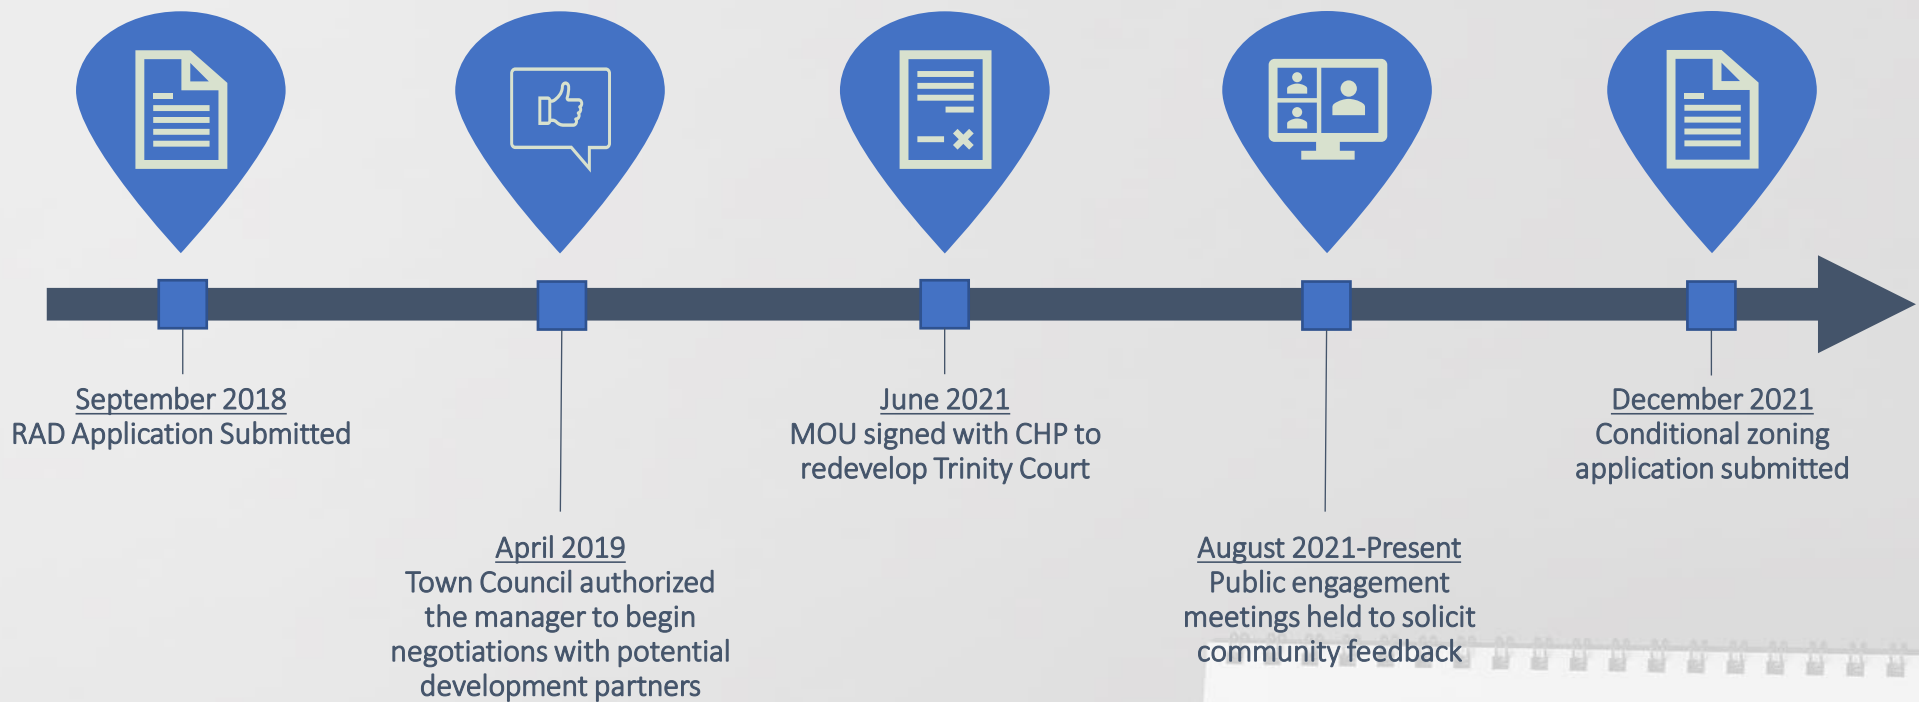 September 2018
RAD Application Submitted
April 2019
Town Council authorized
the manager to begin
negotiations with potential
development partners
June 2021
MOU signed with CHP to
redevelop Trinity Court
August 2021-Present
Public engagement
meetings held to solicit
community feedback
December 2021
Conditional zoning
application submitted